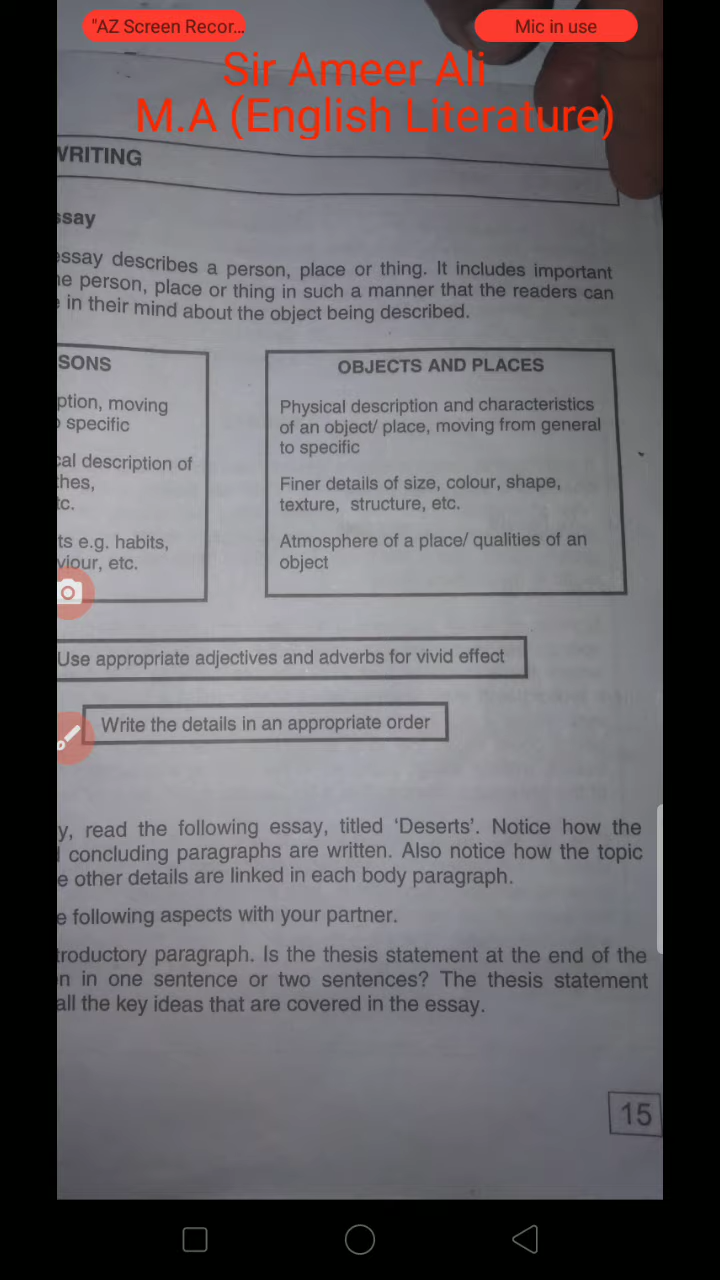 "AZ Screen Recor...
Mic in use
Sir Ameer Ali
M.A (English Literature)
WRITING
ssay
essay describes a person, place or thing. It includes important
person, place or thing in such a manner that the readers can
in their mind about the object being described.
SONS
ption, moving
specific
cal description of
thes,
tc.
ts e.g. habits,
viour, etc.
OBJECTS AND PLACES
Physical description and characteristics
of an object/ place, moving from general
to specific
Finer details of size, colour, shape,
texture, structure, etc.
Atmosphere of a place/ qualities of an
object
Use appropriate adjectives and adverbs for vivid effect
Write the details in an appropriate order
y, read the following essay, titled 'Deserts'. Notice how the
concluding paragraphs are written. Also notice how the topic
e other details are linked in each body paragraph.
e following aspects with your partner.
troductory paragraph. Is the thesis statement at the end of the
n in one sentence or two sentences? The thesis statement
all the key ideas that are covered in the essay.
15